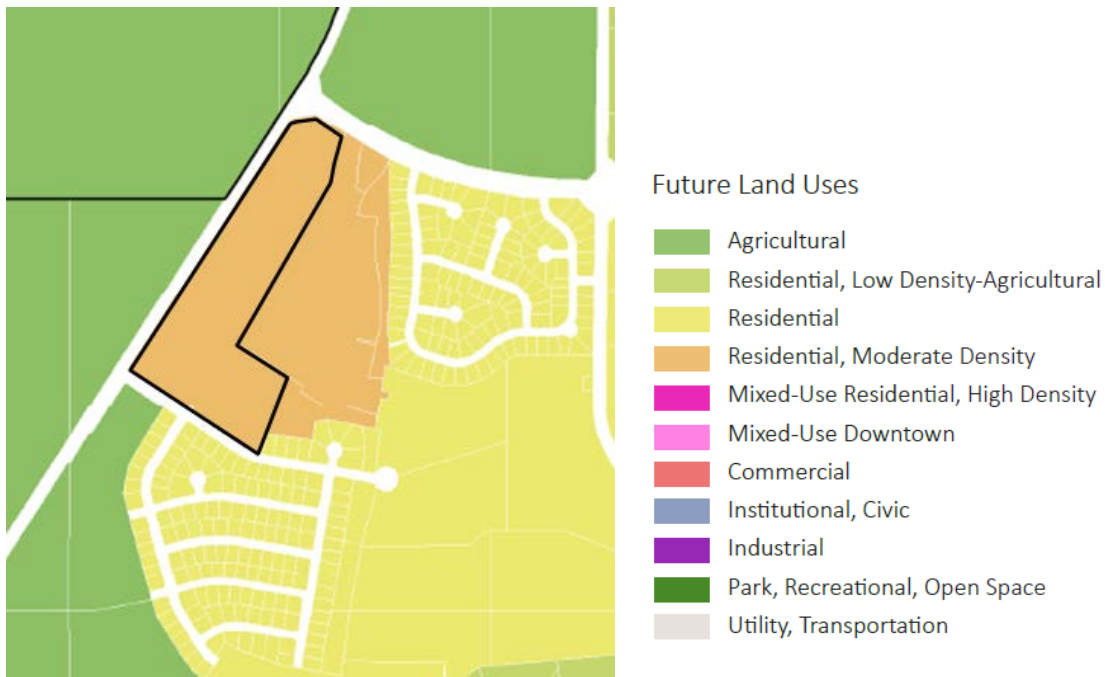 Future Land Uses
Agricultural
Residential, Low Density-Agricultural
Residential
Residential, Moderate Density
Mixed-Use Residential, High Density
Mixed-Use Downtown
Commercial
Institutional, Civic
Industrial
Park, Recreational, Open Space
Utility, Transportation